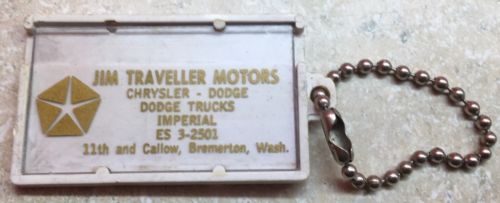 JIM TRAVELLER MOTORS
CHRYSLER - DODGE
DODGE TRUCKS
IMPERIAL
ES 3-2501
11th and Callow, Bremerton, Wash.